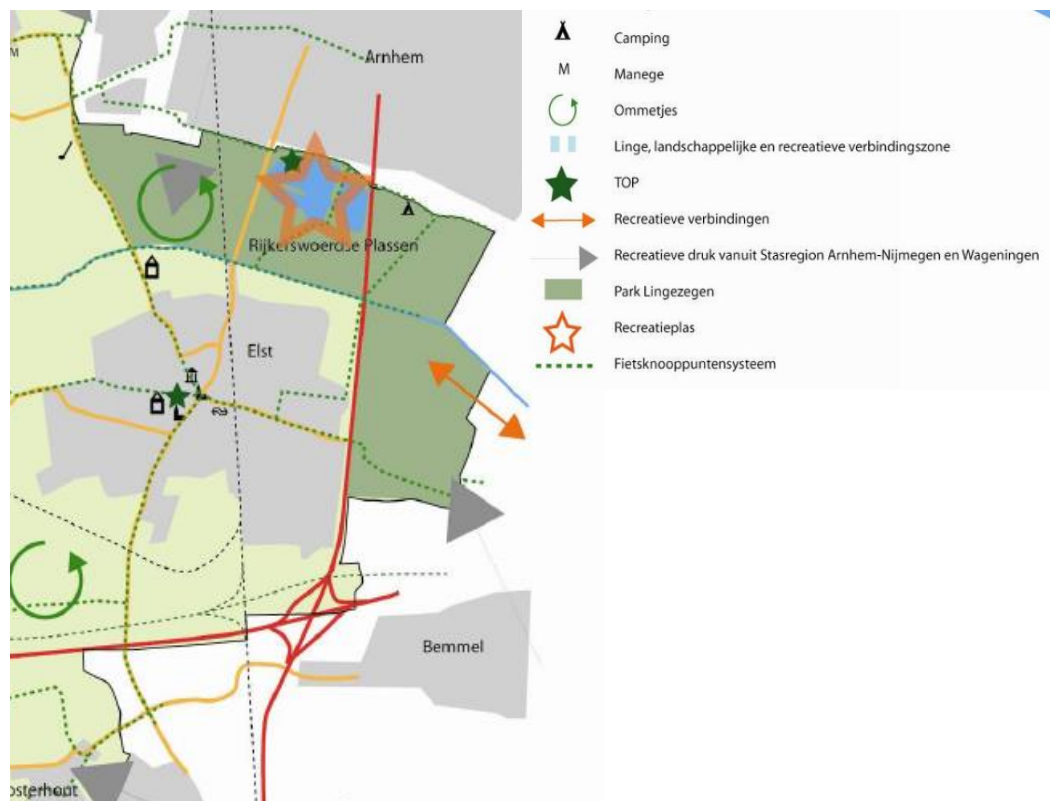 M
Arnhem
Rijkerswoerdse Plassen
Elst
Bemmel
osterhout
Camping
M
Manege
Ommetjes
Linge, landschappelijke en recreatieve verbindingszone
TOP
Recreatieve verbindingen
Recreatieve druk vanuit Stasregion Arnhem-Nijmegen en Wageningen
Park Lingezegen
Recreatieplas
Fietsknooppuntensysteem